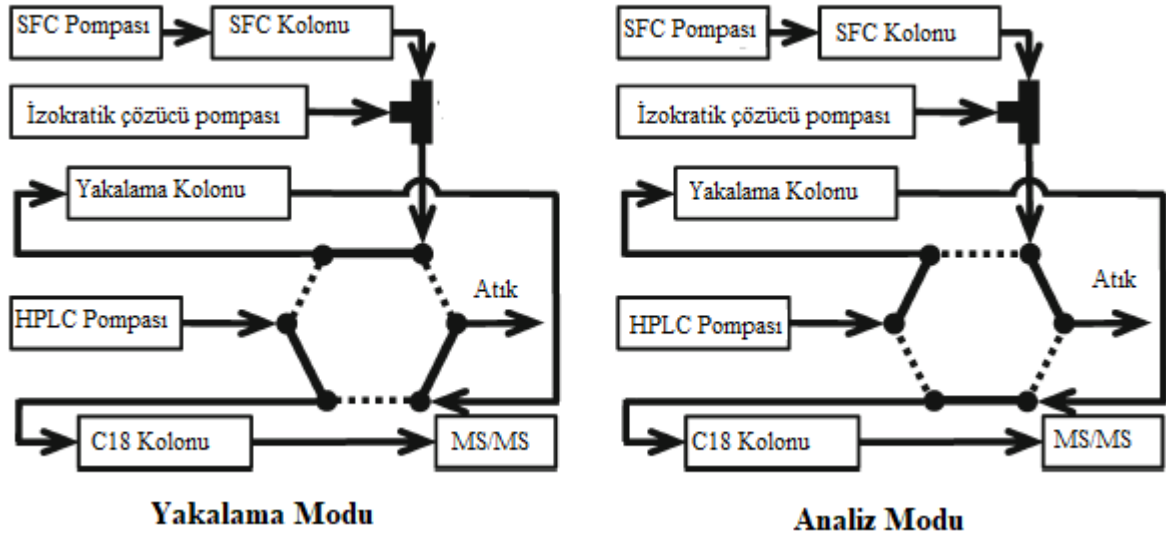 SFC Pompası
SFC Kolonu
İzokratik çözücü pompası
Yakalama Kolonu
Atık
HPLC Pompası
C18 Kolonu
MS/MS
Yakalama Modu
SFC Pompası
SFC Kolonu
İzokratik çözücü pompası
Yakalama Kolonu
Atık
HPLC Pompası
C18 Kolonu
MS/MS
Analiz Modu